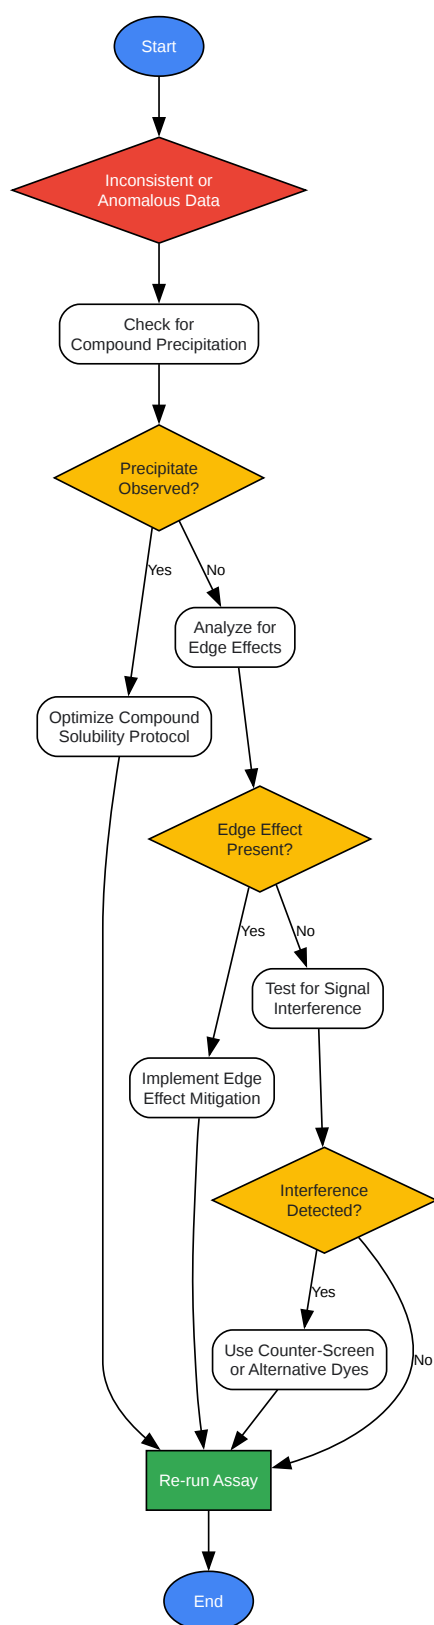 Start
Inconsistent or
Anomalous Data
Check for
Compound Precipitation
Precipitate
Observed?
Yes
No
Analyze for
Edge Effects
Optimize Compound
Solubility Protocol
Edge Effect
Present?
Yes
No
Test for Signal
Interference
Implement Edge
Effect Mitigation
Interference
Detected?
Yes
Use Counter-Screen
or Alternative Dyes
No
Re-run Assay
End